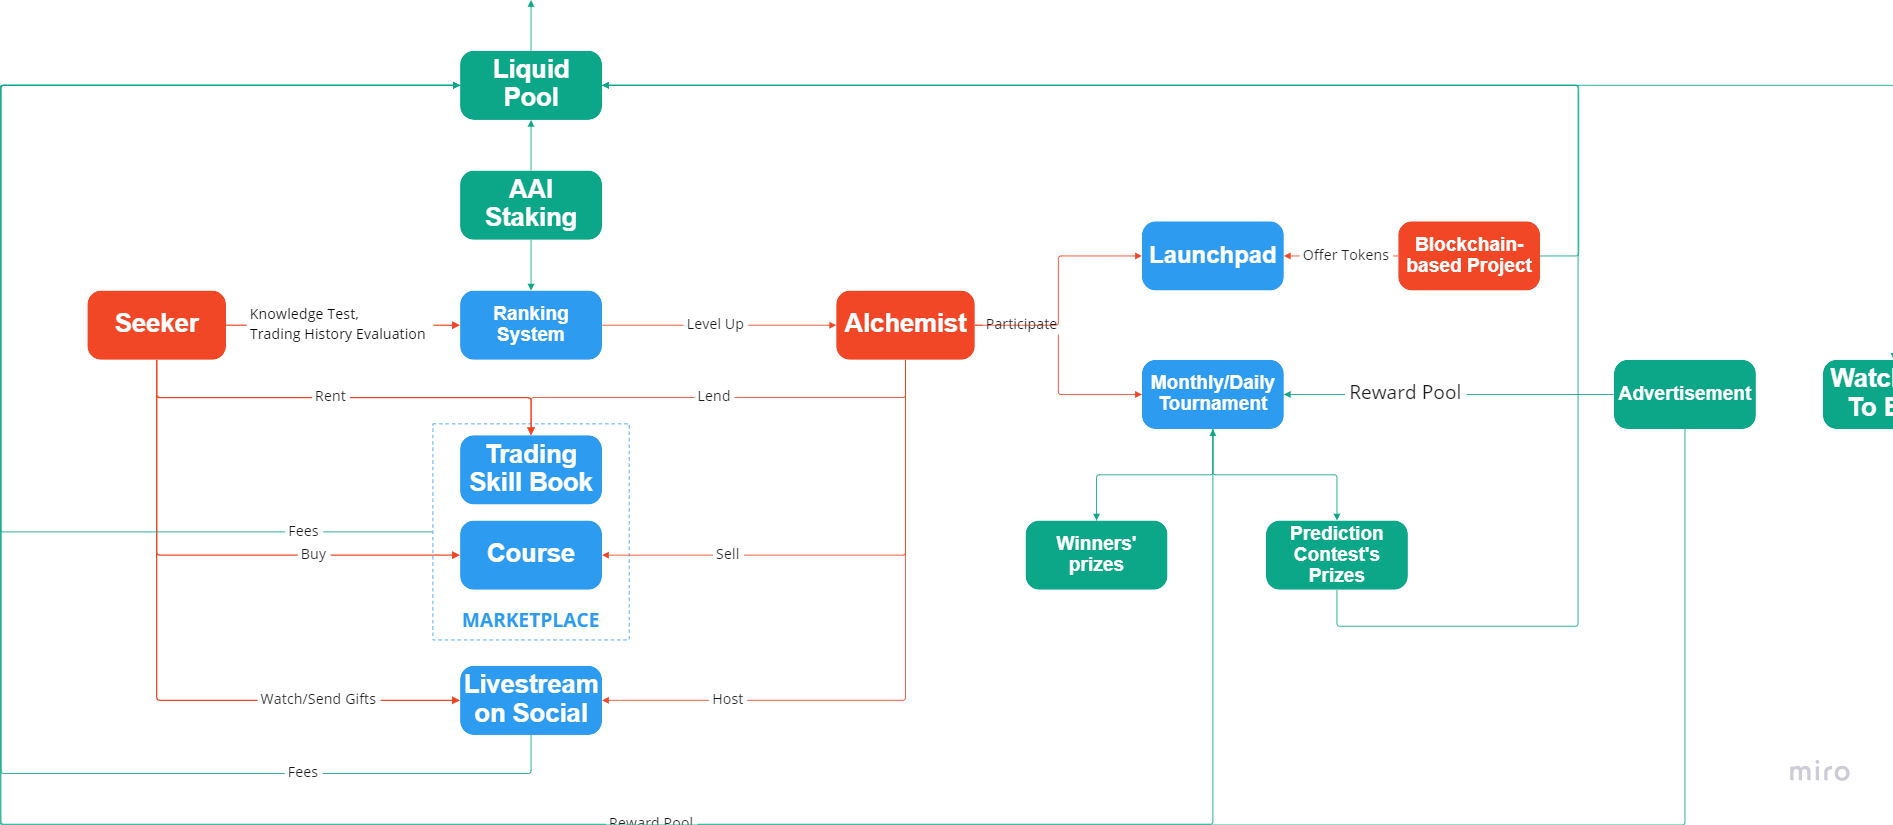 Liquid
Pool
AAI
Staking
Launchpad
Offer Tokens
Blockchain-
based Project
Seeker
Knowledge Test,
Trading History Evaluation
Ranking
System
Level Up
Alchemist
Participate
Rent
Lend
Monthly/Daily
Tournament
Reward Pool
Advertisement
Watc
To E
Trading
Skill Book
Fees
Buy
Course
Sell
MARKETPLACE
Winners'
prizes
Prediction
Contest's
Prizes
Watch/Send Gifts
Livestream
on Social
Host
Fees
miro
Reward Pool